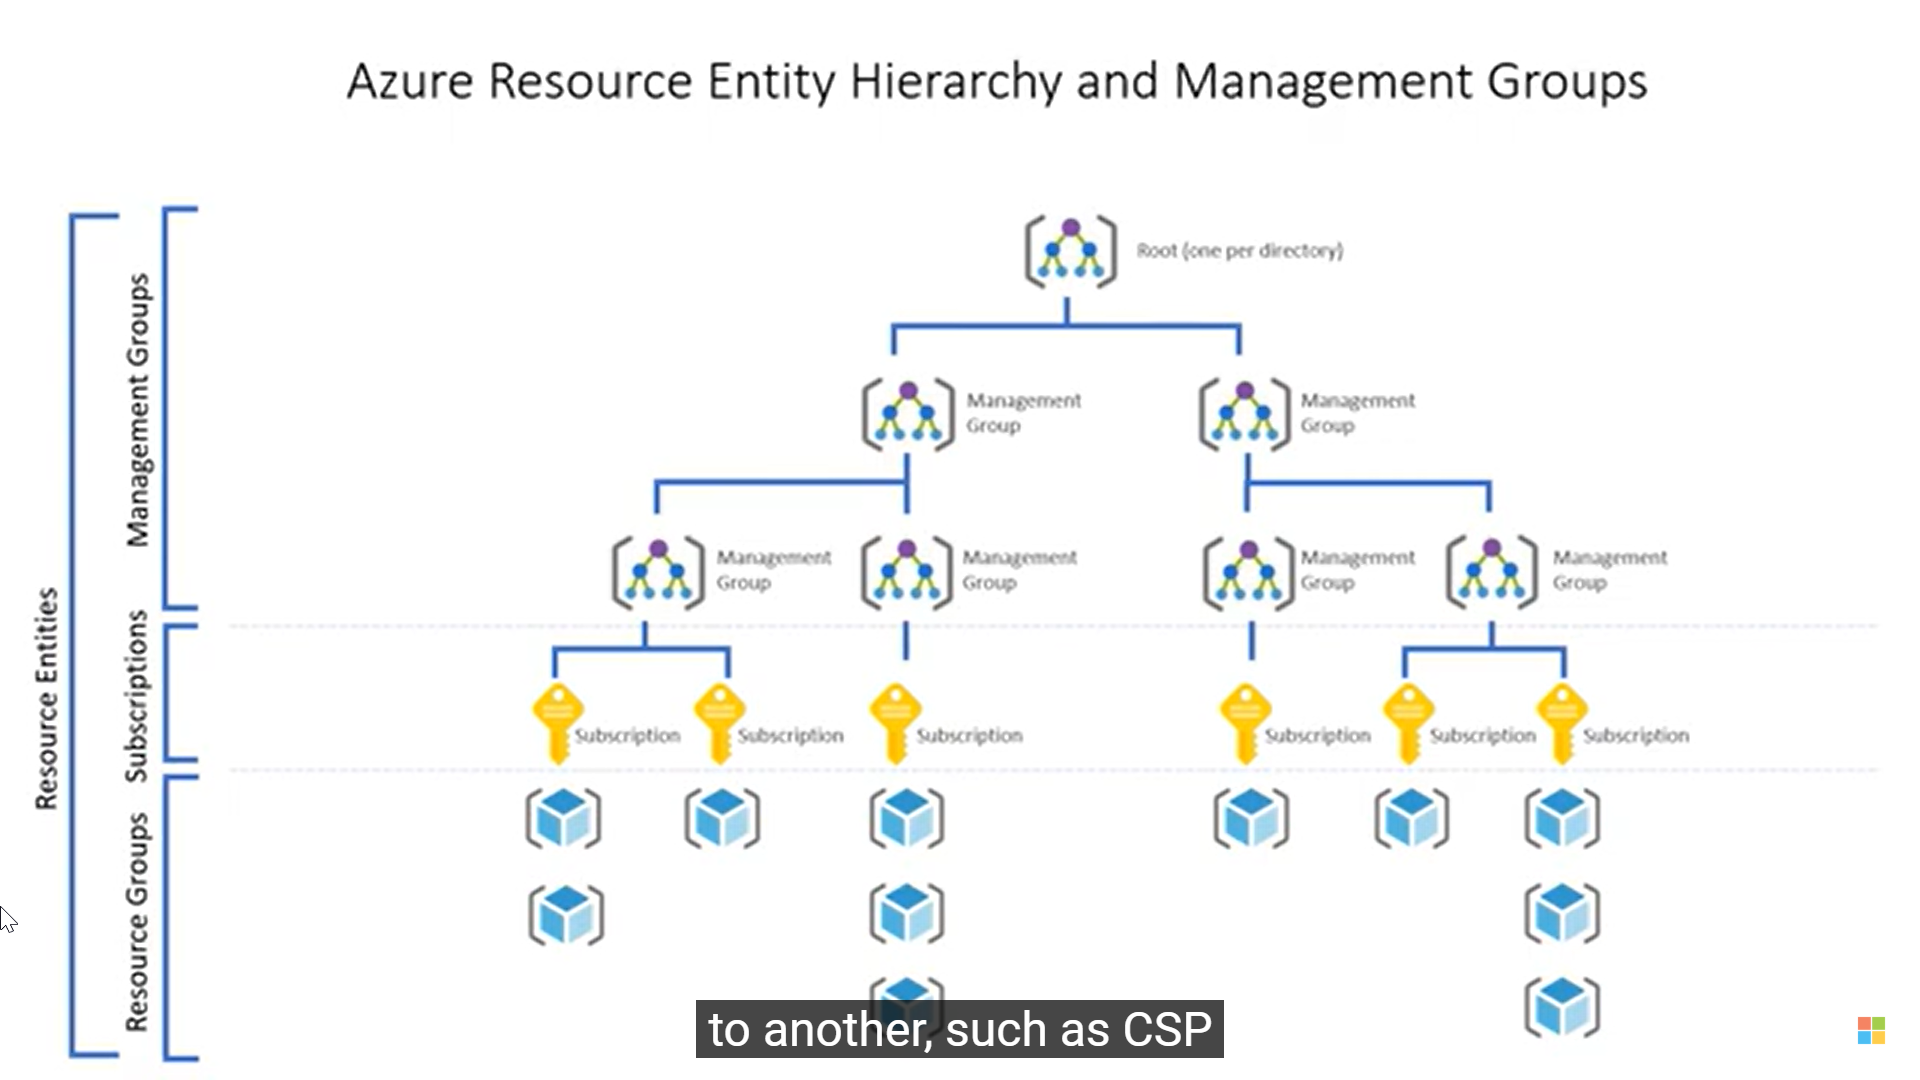 Azure Resource Entity Hierarchy and Management Groups
Resource Entities
Management Groups
Subscriptions
Resource Groups
Root (one per directory)
Management
Group
Management
Group
Management
Group
Management
Group
Management
Group
Management
Group
Subscription
Subscription
Subscription
Subscription
Subscription
Subscription
to another, such as CSP